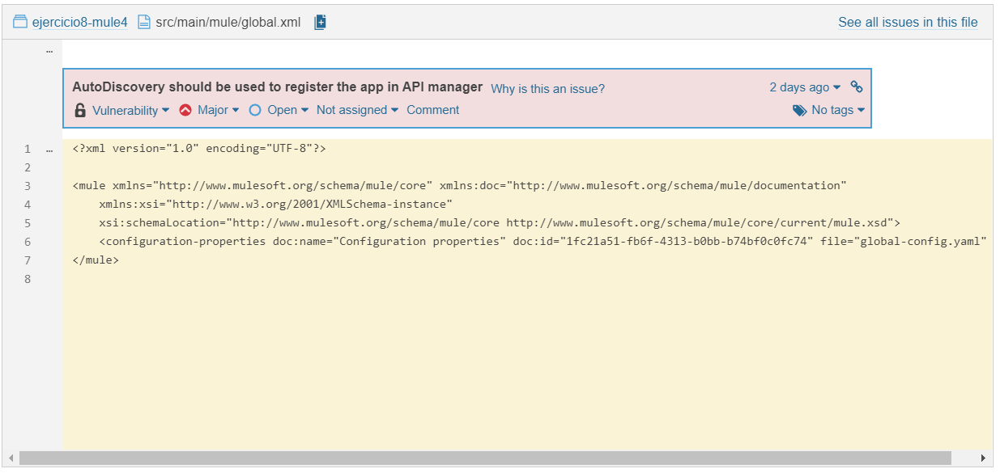 ejercicio8-mule4 src/main/mule/global.xml See all issues in this file
...
AutoDiscovery should be used to register the app in API manager Why is this an issue? 2 days ago
Vulnerability Major Open Not assigned Comment No tags
1 ... <?xml version="1.0" encoding="UTF-8"?>
2
3 <mule xmlns="http://www.mulesoft.org/schema/mule/core" xmlns:doc="http://www.mulesoft.org/schema/mule/documentation"
4 xmlns:xsi="http://www.w3.org/2001/XMLSchema-instance"
5 xsi:schemaLocation="http://www.mulesoft.org/schema/mule/core http://www.mulesoft.org/schema/mule/core/current/mule.xsd">
6 <configuration-properties doc:name="Configuration properties" doc:id="1fc21a51-fb6f-4313-b0bb-b74bf0c0fc74" file="global-config.yaml"
7 </mule>
8